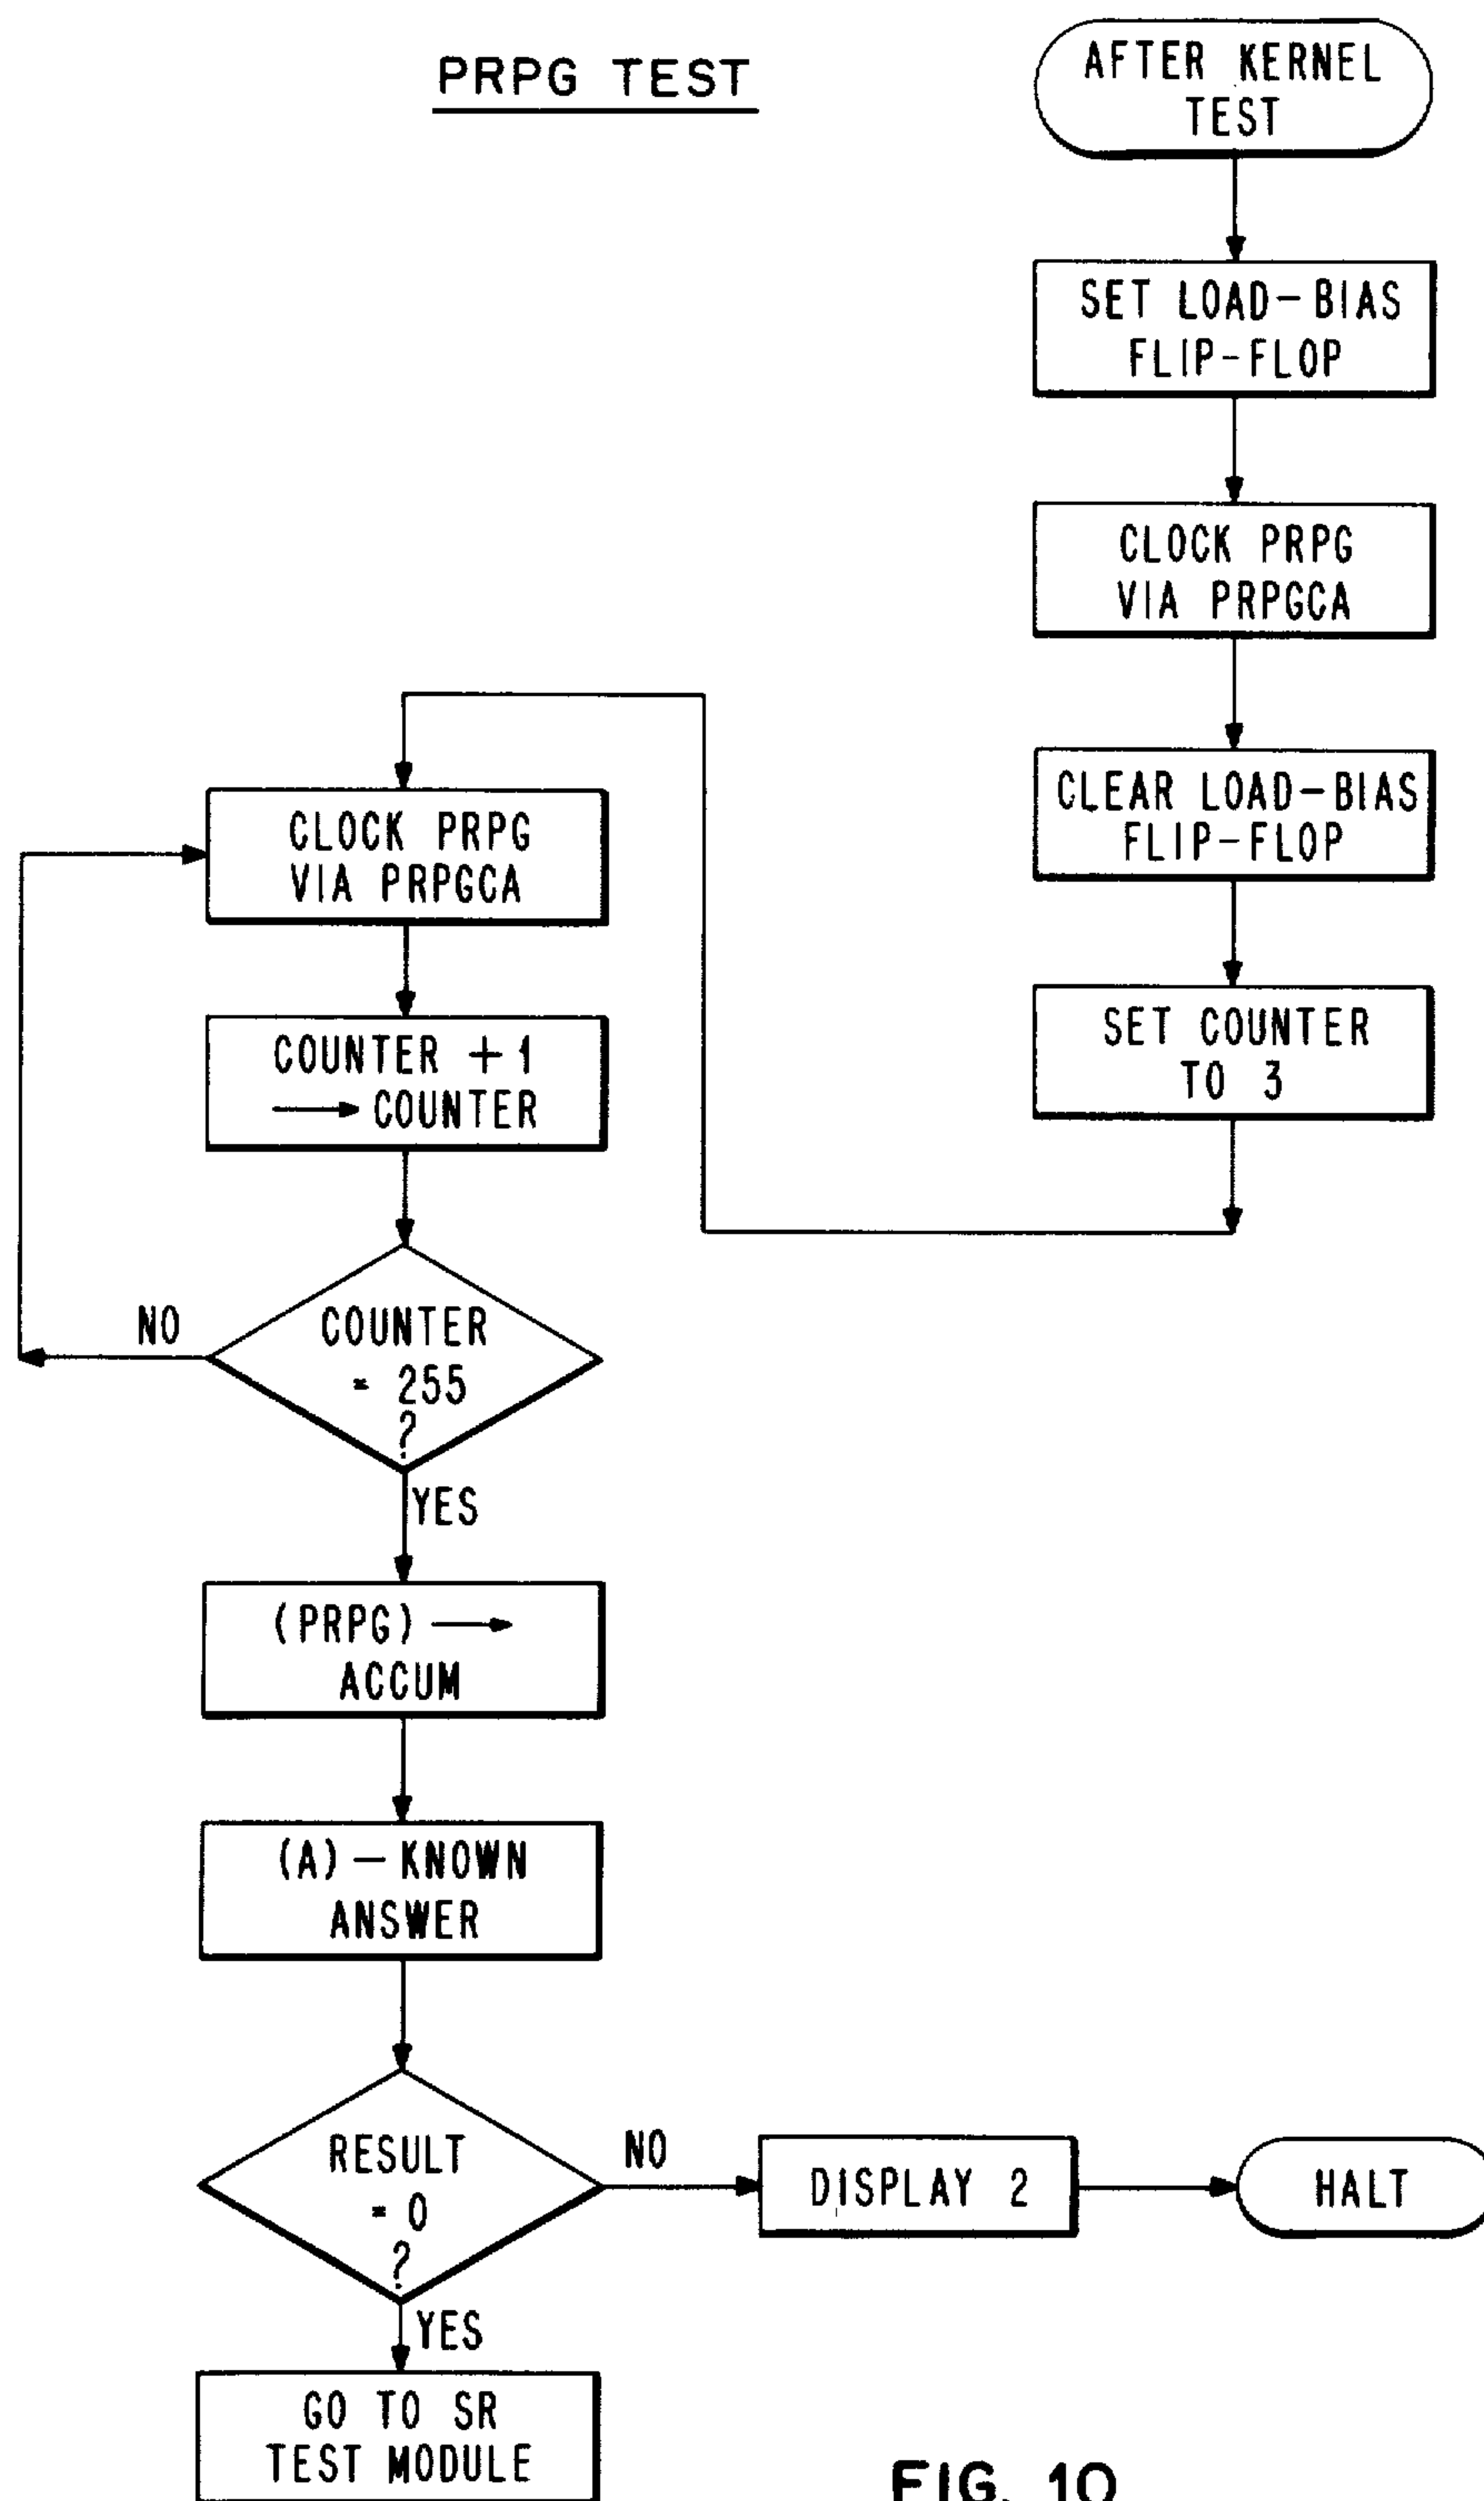 PRPG TEST
AFTER KERNEL
TEST
SET LOAD-BIAS
FLIP-FLOP
CLOCK PRPG
VIA PRPGCA
CLEAR LOAD-BIAS
FLIP-FLOP
SET COUNTER
TO 3
CLOCK PRPG
VIA PRPGCA
COUNTER + 1
→ COUNTER
COUNTER
= 255
?
NO
YES
(PRPG) →
ACCUM
(A) — KNOWN
ANSWER
RESULT
= 0
?
NO
DISPLAY 2
HALT
YES
GO TO SR
TEST MODULE
FIG. 10